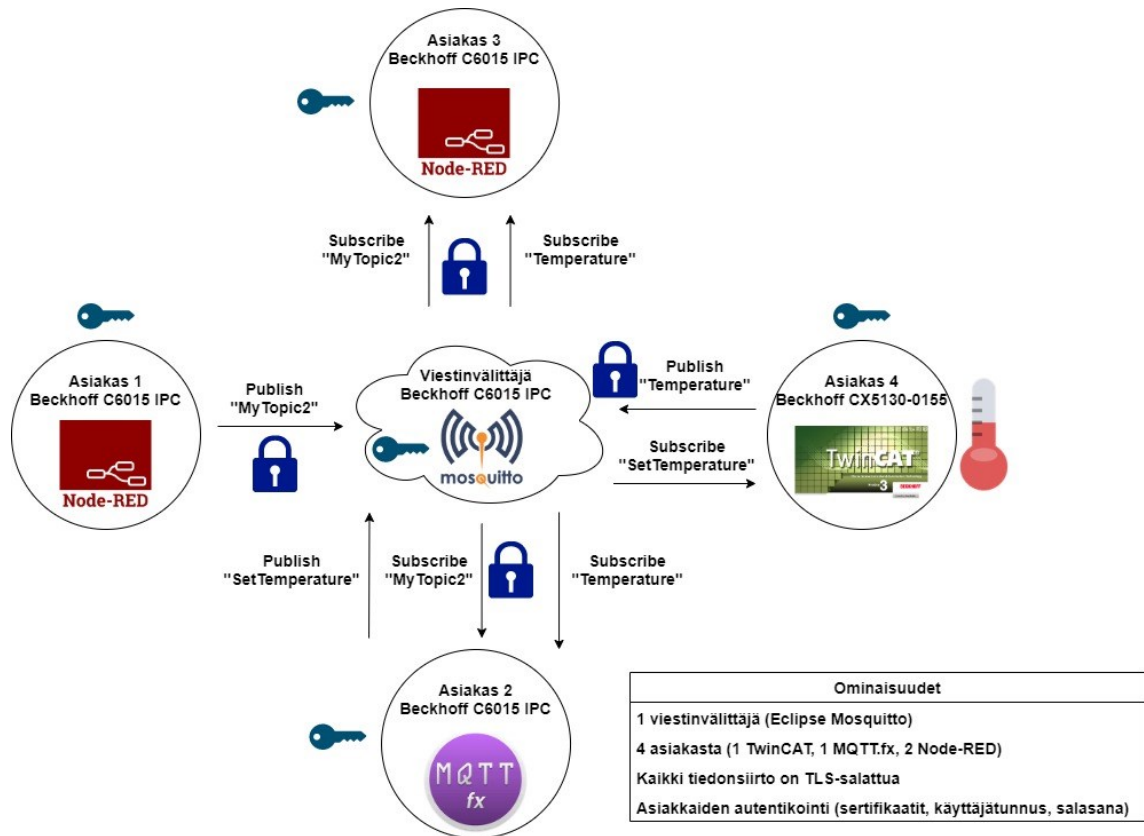 Asiakas 3
Beckhoff C6015 IPC
Node-RED
Subscribe
"MyTopic2"
Subscribe
"Temperature"
Asiakas 1
Beckhoff C6015 IPC
Node-RED
Publish
"MyTopic2"
Viestinvälittäjä
Beckhoff C6015 IPC
mosquitto
Publish
"Temperature"
Subscribe
"SetTemperature"
Asiakas 4
Beckhoff CX5130-0155
TwinCAT
3
Publish
"SetTemperature"
Subscribe
"MyTopic2"
Subscribe
"Temperature"
Asiakas 2
Beckhoff C6015 IPC
MQTT
fx
Ominaisuudet
1 viestinvälittäjä (Eclipse Mosquitto)
4 asiakasta (1 TwinCAT, 1 MQTT.fx, 2 Node-RED)
Kaikki tiedonsiirto on TLS-salattua
Asiakkaiden autentikointi (sertifikaatit, käyttäjätunnus, salasana)